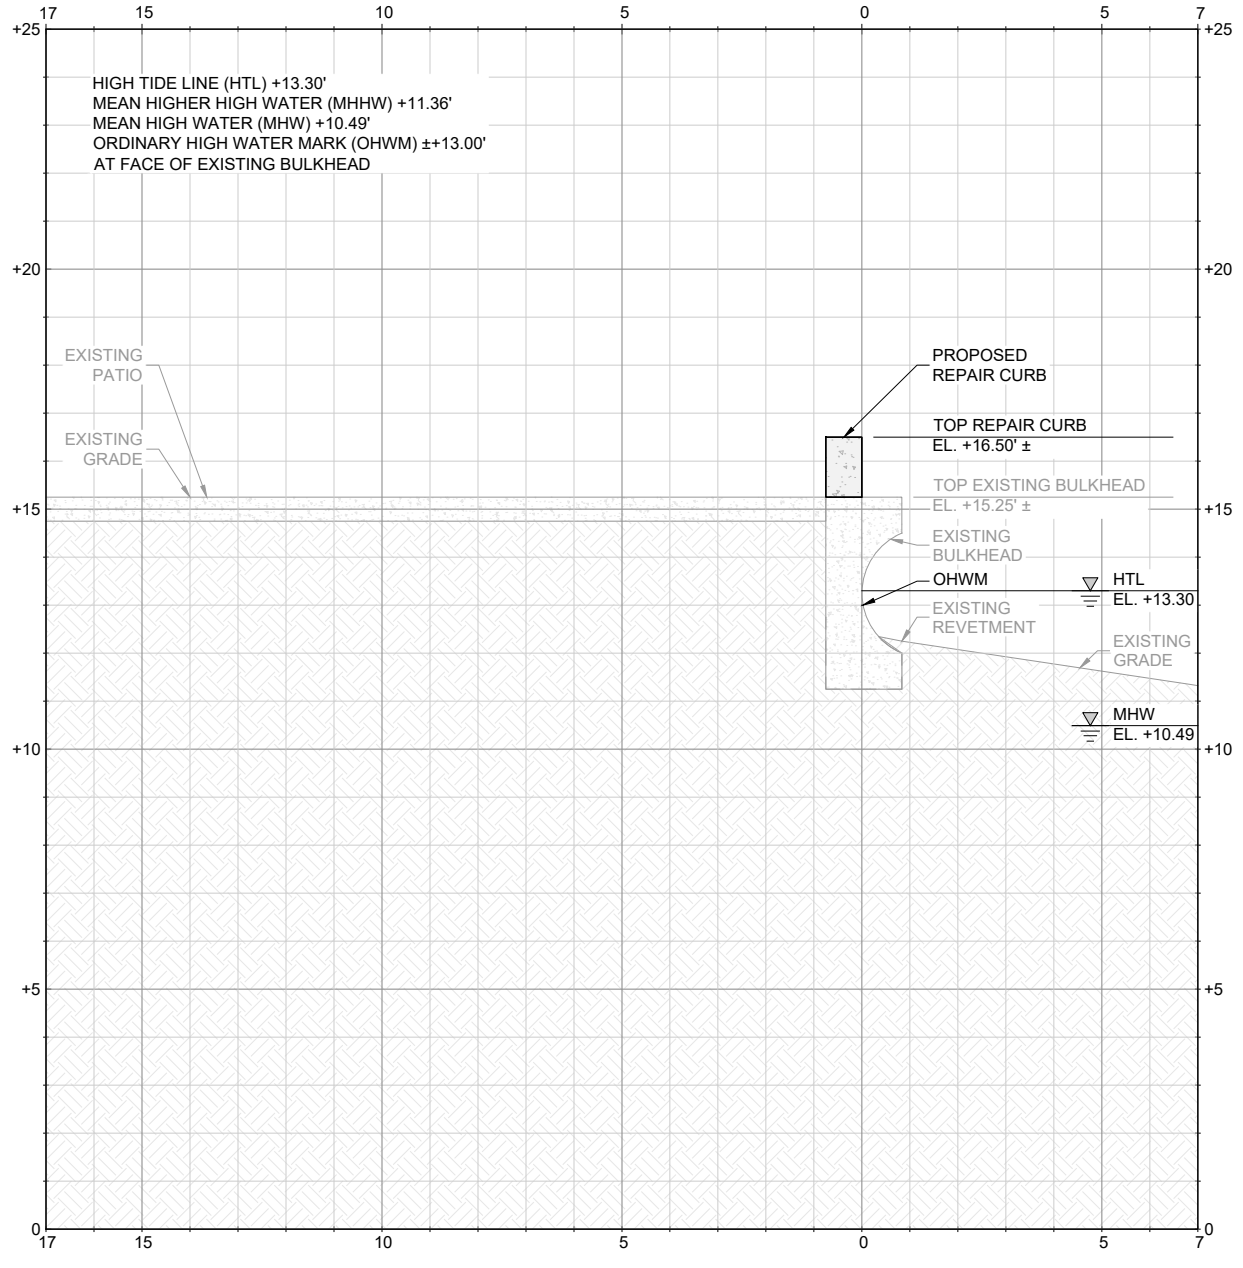 17 15 10 5 0 5 7
+25 +25
HIGH TIDE LINE (HTL) +13.30'
MEAN HIGHER HIGH WATER (MHHW) +11.36'
MEAN HIGH WATER (MHW) +10.49'
ORDINARY HIGH WATER MARK (OHWM) ±+13.00'
AT FACE OF EXISTING BULKHEAD
+20 +20
EXISTING
PATIO
PROPOSED
REPAIR CURB
EXISTING
GRADE
TOP REPAIR CURB
EL. +16.50' ±
TOP EXISTING BULKHEAD
EL. +15.25' ±
+15 +15
EXISTING
BULKHEAD
OHWM
HTL
EL. +13.30
EXISTING
REVETMENT
EXISTING
GRADE
MHW
EL. +10.49
+10 +10
+5 +5
0 0
17 15 10 5 0 5 7